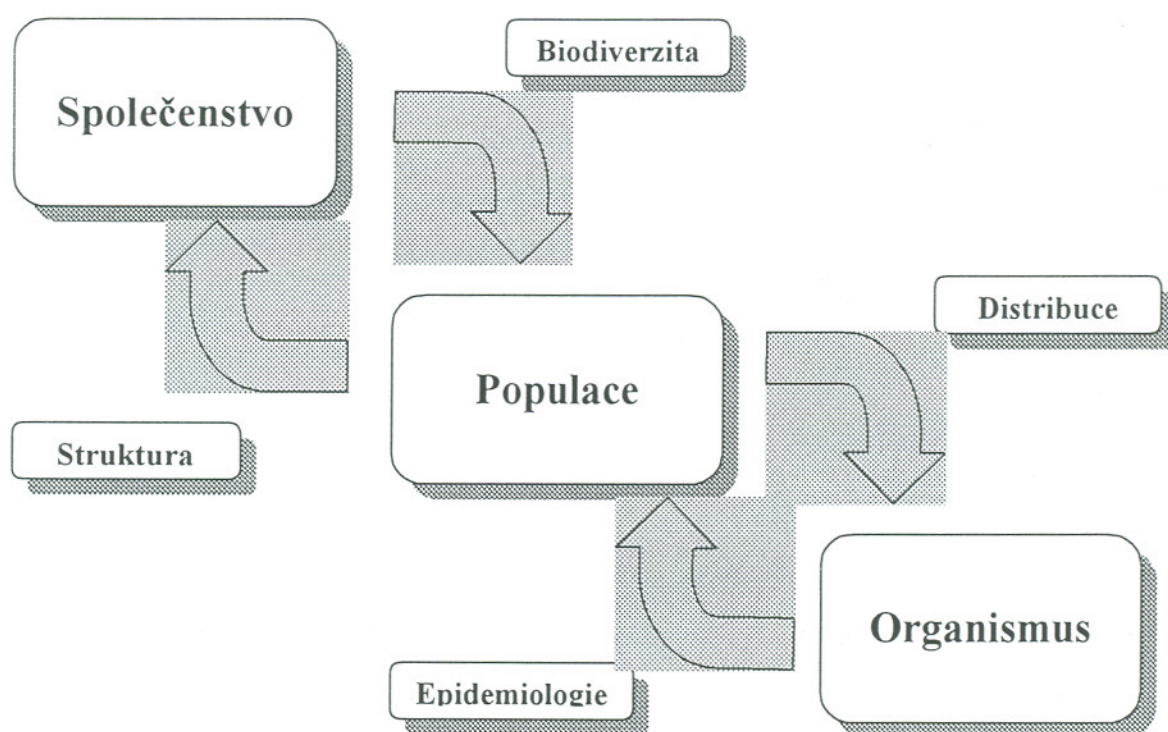 Biodiverzita
Společenstvo
Distribuce
Populace
Struktura
Organismus
Epidemiologie